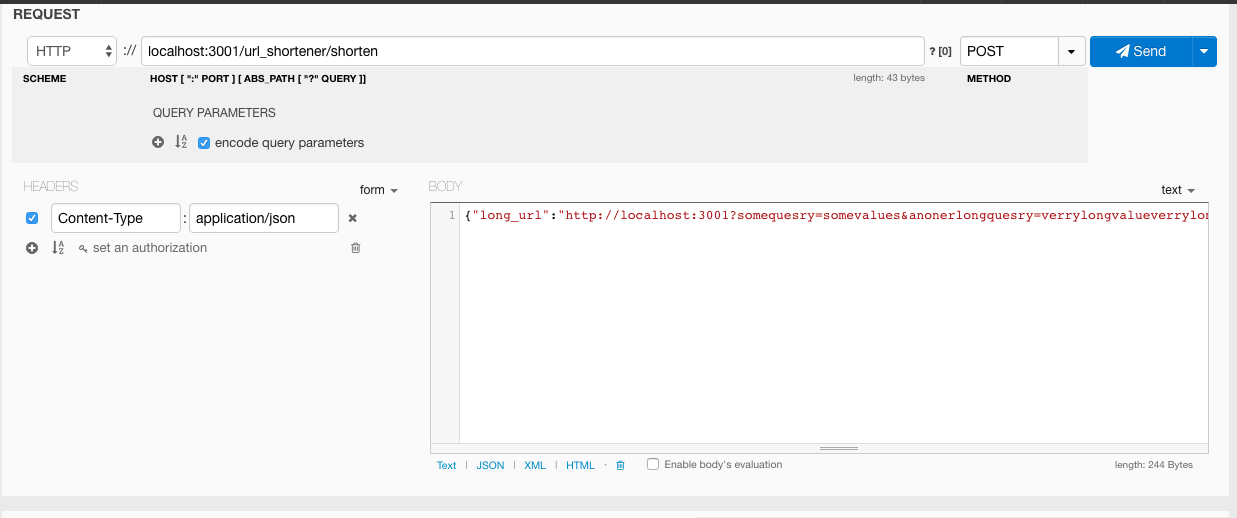 REQUEST
HTTP :// localhost:3001/url_shortener/shorten ? [0] POST Send
SCHEME HOST [ ":" PORT ] [ ABS_PATH [ "?" QUERY ]] length: 43 bytes METHOD
QUERY PARAMETERS
encode query parameters
HEADERS form BODY text
Content-Type : application/json 1 {"long_url":"http://localhost:3001?somequesry=somevalues&anonerlongquesry=verrylongvalueverrylon
set an authorization
Text | JSON | XML | HTML - Enable body's evaluation length: 244 Bytes